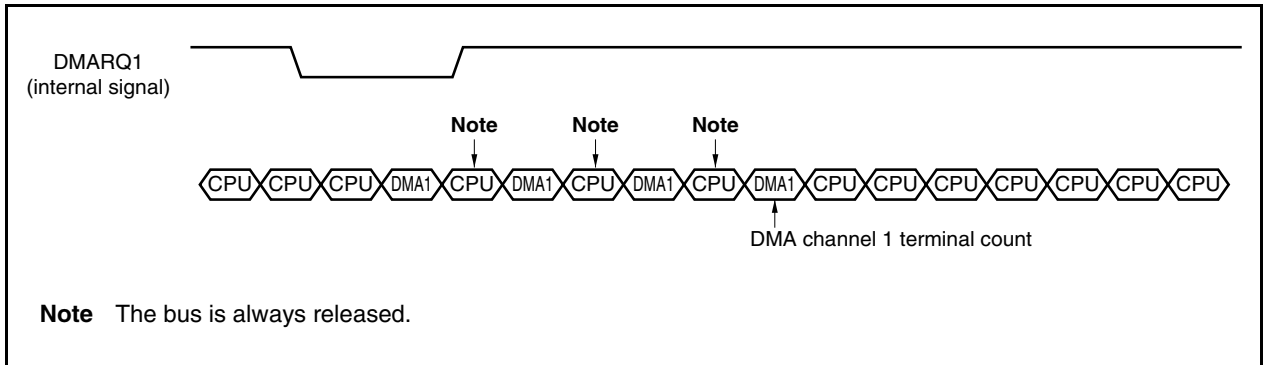 DMARQ1
(internal signal)
Note Note Note
CPU CPU CPU DMA1 CPU DMA1 CPU DMA1 CPU DMA1 CPU CPU CPU CPU CPU CPU CPU
DMA channel 1 terminal count
Note The bus is always released.